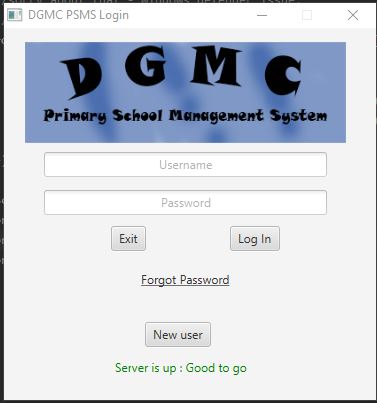 DGMC PSMS Login
DGMC
Primary School Management System
Username
Password
Exit Log In
Forgot Password
New user
Server is up : Good to go